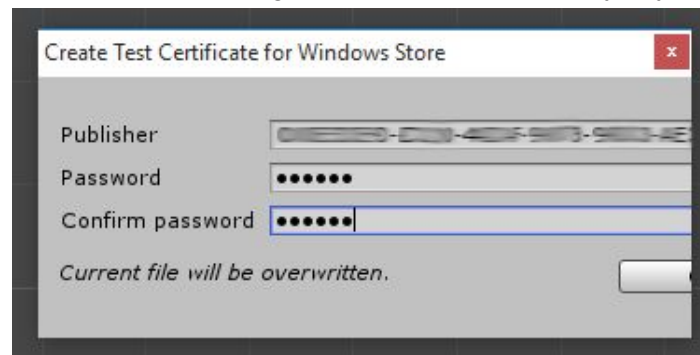 Create Test Certificate for Windows Store
x
Publisher
Password ●●●●●●
Confirm password ●●●●●●
Current file will be overwritten.